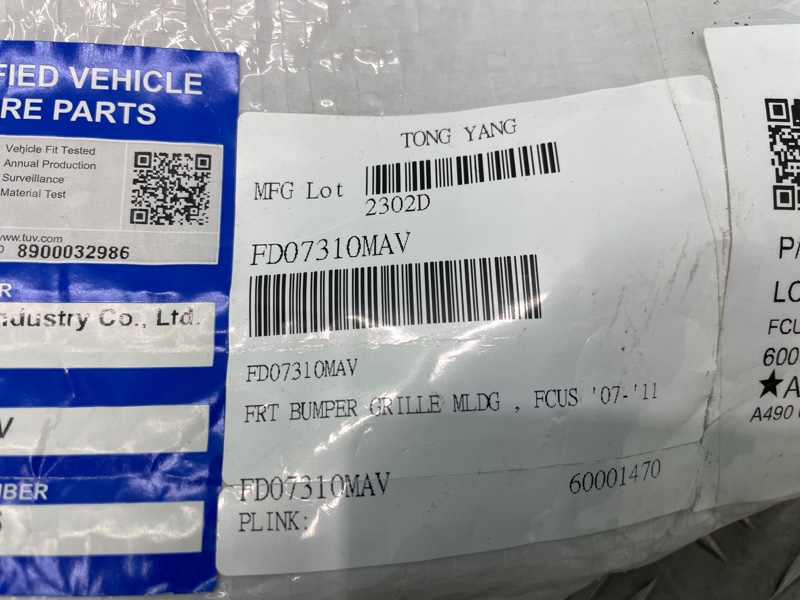 FIED VEHICLE
RE PARTS
Vehicle Fit Tested
Annual Production
Surveillance
Material Test
www.tuv.com
8900032986
Industry Co., Ltd.
V
TONG YANG
MFG Lot
2302D
FD07310MAV
FD07310MAV
FRT BUMPER GRILLE MLDG , FCUS '07-'11
FD07310MAV 60001470
PLINK:
P/
LO
FCU
600
★A
A490